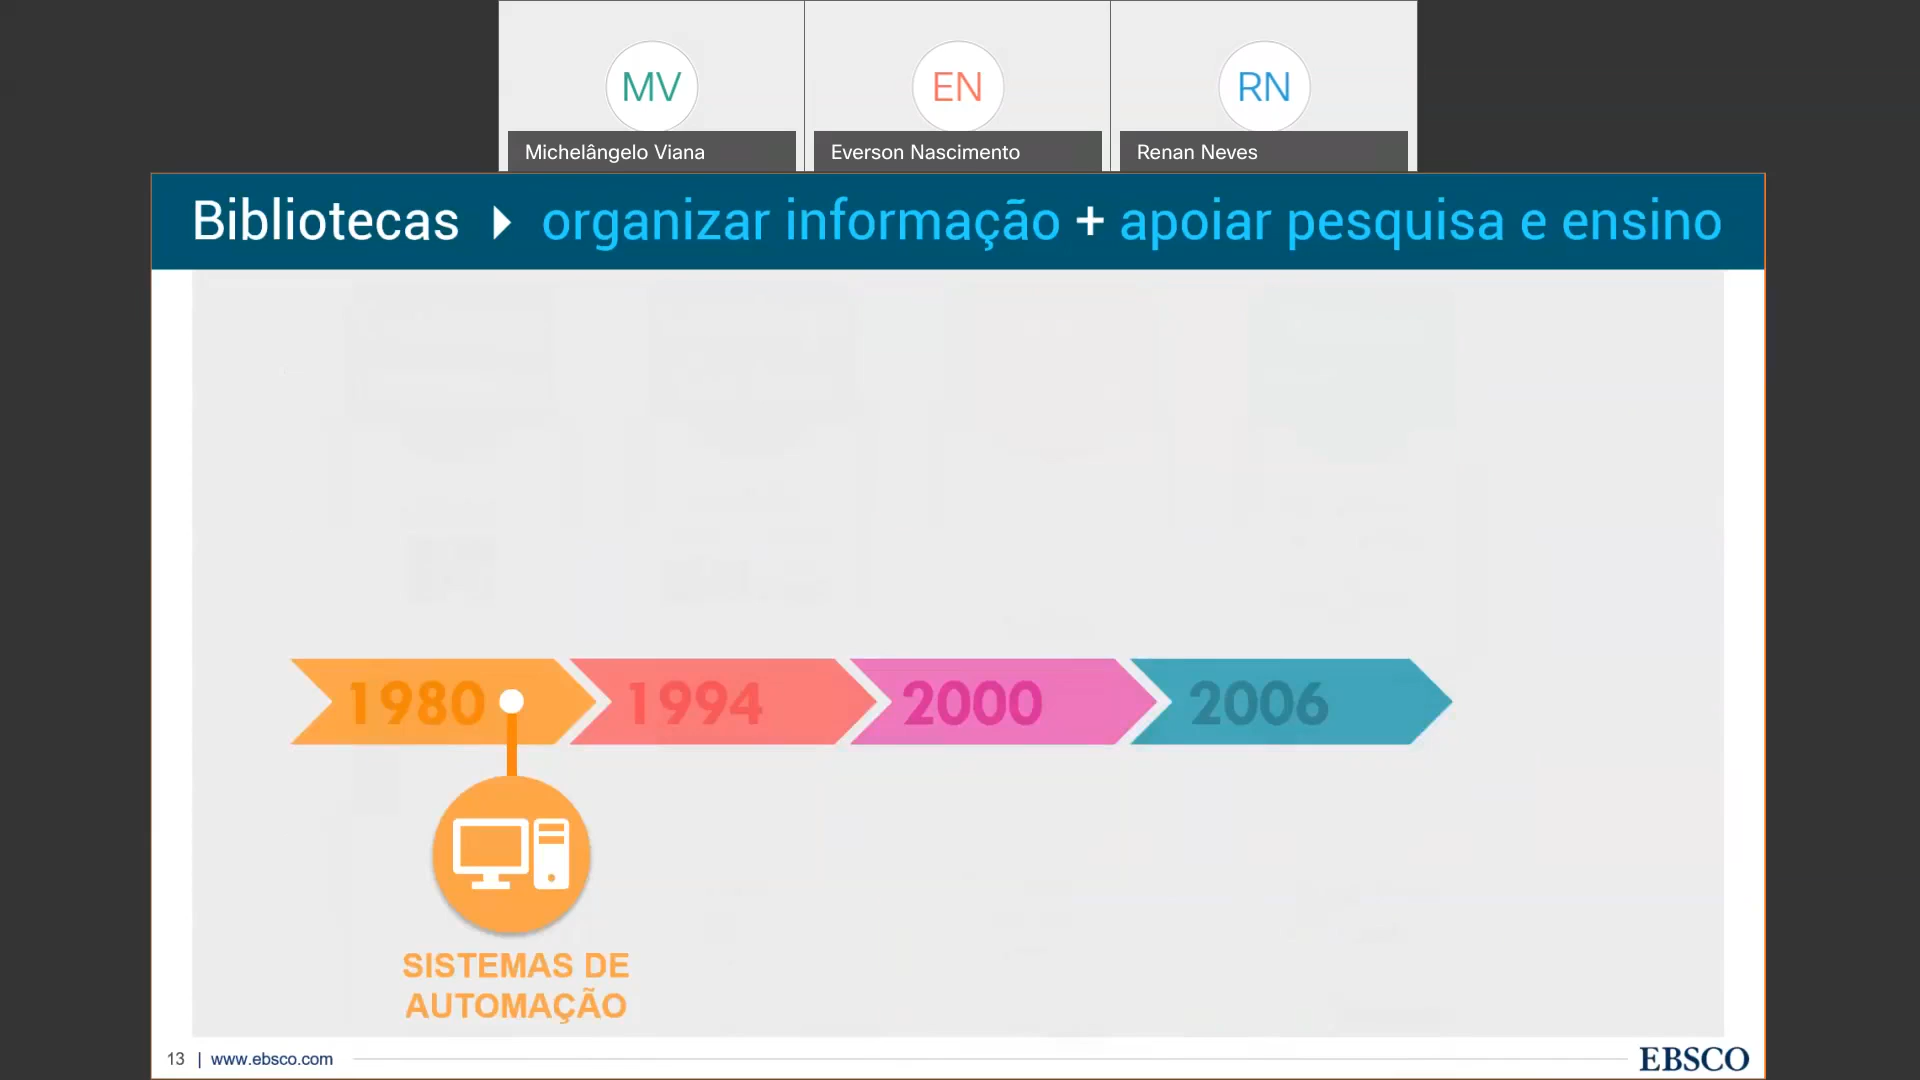 MV
EN
RN
Michelângelo Viana
Everson Nascimento
Renan Neves
Bibliotecas organizar informação + apoiar pesquisa e ensino
1980
1994
2000
2006
SISTEMAS DE
AUTOMAÇÃO
13 | www.ebsco.com
EBSCO